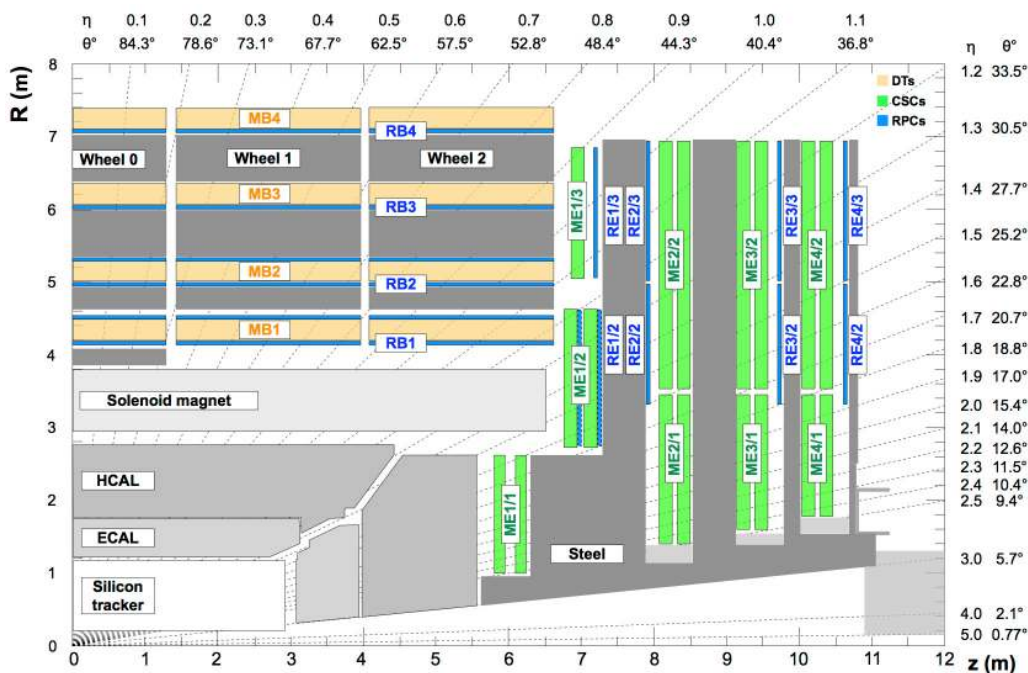 η 0.1 0.2 0.3 0.4 0.5 0.6 0.7 0.8 0.9 1.0 1.1
θ° 84.3° 78.6° 73.1° 67.7° 62.5° 57.5° 52.8° 48.4° 44.3° 40.4° 36.8° η θ°
R (m)
8
7
6
5
4
3
2
1
0
1.2 33.5°
1.3 30.5°
1.4 27.7°
1.5 25.2°
1.6 22.8°
1.7 20.7°
1.8 18.8°
1.9 17.0°
2.0 15.4°
2.1 14.0°
2.2 12.6°
2.3 11.5°
2.4 10.4°
2.5 9.4°
3.0 5.7°
4.0 2.1°
5.0 0.77°
DTs
CSCs
RPCs
MB4
RB4
Wheel 0 Wheel 1 Wheel 2
MB3
RB3
MB2
RB2
MB1
RB1
Solenoid magnet
HCAL
ECAL
Silicon
tracker
Steel
ME1/3
RE1/3
RE2/3
ME2/2
ME3/2
RE3/3
ME4/2
RE4/3
ME1/2
RE1/2
RE2/2
RE3/2
RE4/2
ME1/1
ME2/1
ME3/1
ME4/1
0 1 2 3 4 5 6 7 8 9 10 11 12
z (m)